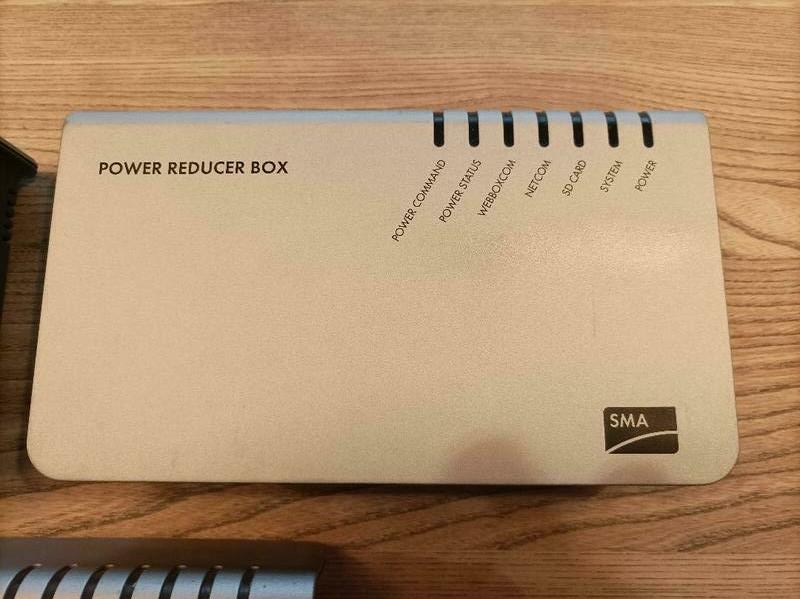 POWER REDUCER BOX
POWER COMMAND
POWER STATUS
WEBBOXCOM
NETCOM
SD CARD
SYSTEM
POWER
SMA